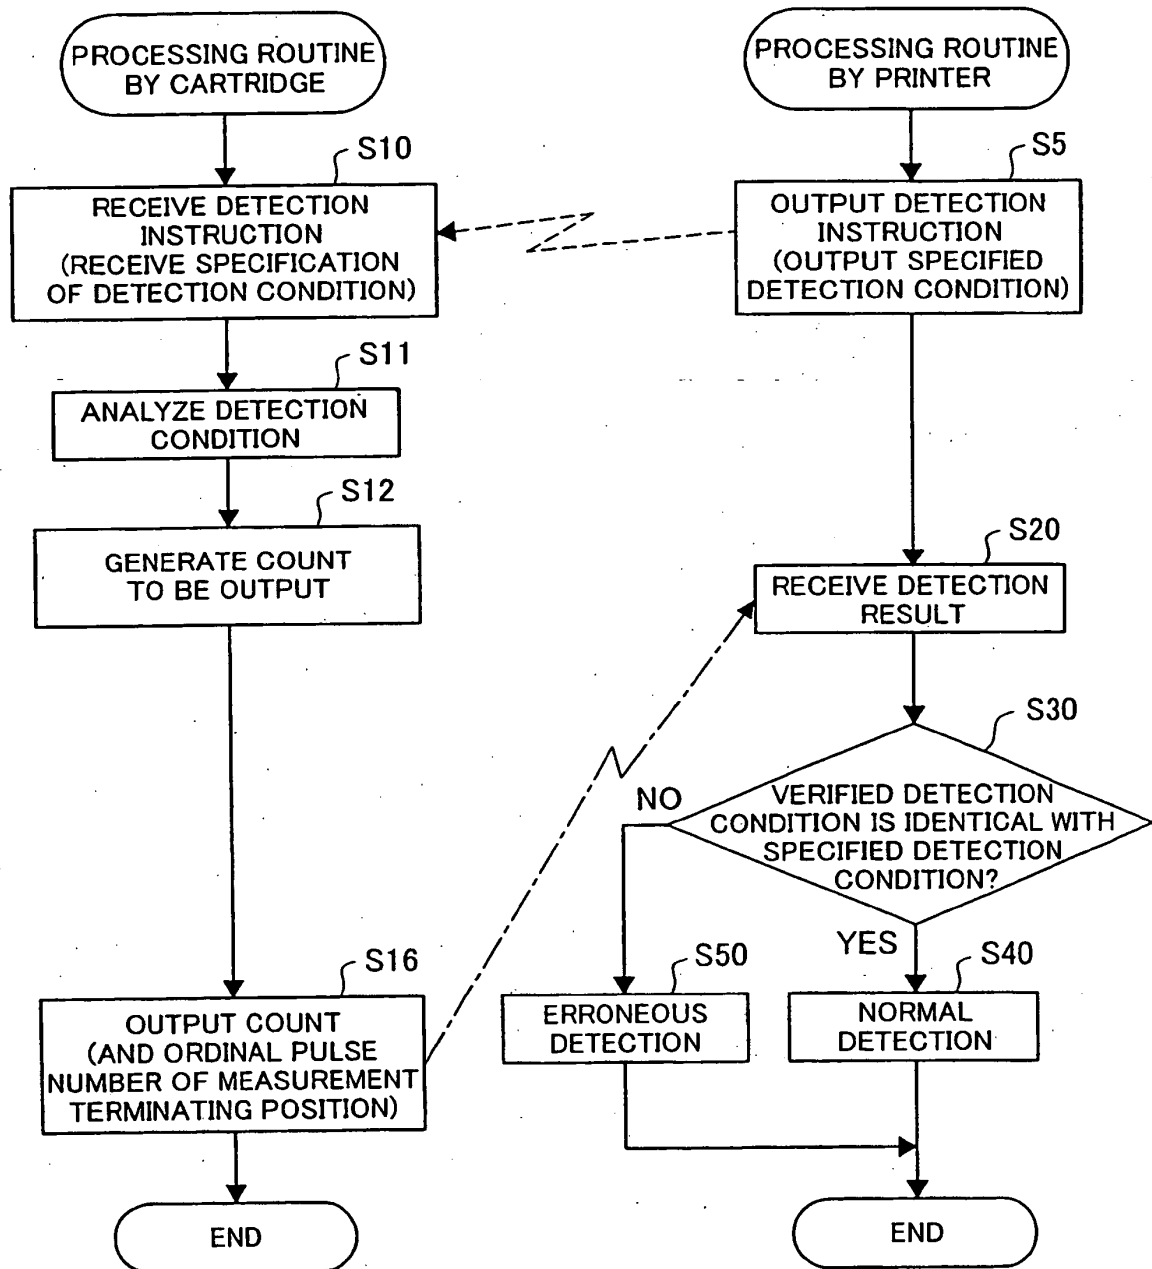 PROCESSING ROUTINE
BY CARTRIDGE
S10
RECEIVE DETECTION
INSTRUCTION
(RECEIVE SPECIFICATION
OF DETECTION CONDITION)
S11
ANALYZE DETECTION
CONDITION
S12
GENERATE COUNT
TO BE OUTPUT
S16
OUTPUT COUNT
(AND ORDINAL PULSE
NUMBER OF MEASUREMENT
TERMINATING POSITION)
END
PROCESSING ROUTINE
BY PRINTER
S5
OUTPUT DETECTION
INSTRUCTION
(OUTPUT SPECIFIED
DETECTION CONDITION)
S20
RECEIVE DETECTION
RESULT
S30
VERIFIED DETECTION
CONDITION IS IDENTICAL WITH
SPECIFIED DETECTION
CONDITION?
NO
YES
S50
ERRONEOUS
DETECTION
S40
NORMAL
DETECTION
END